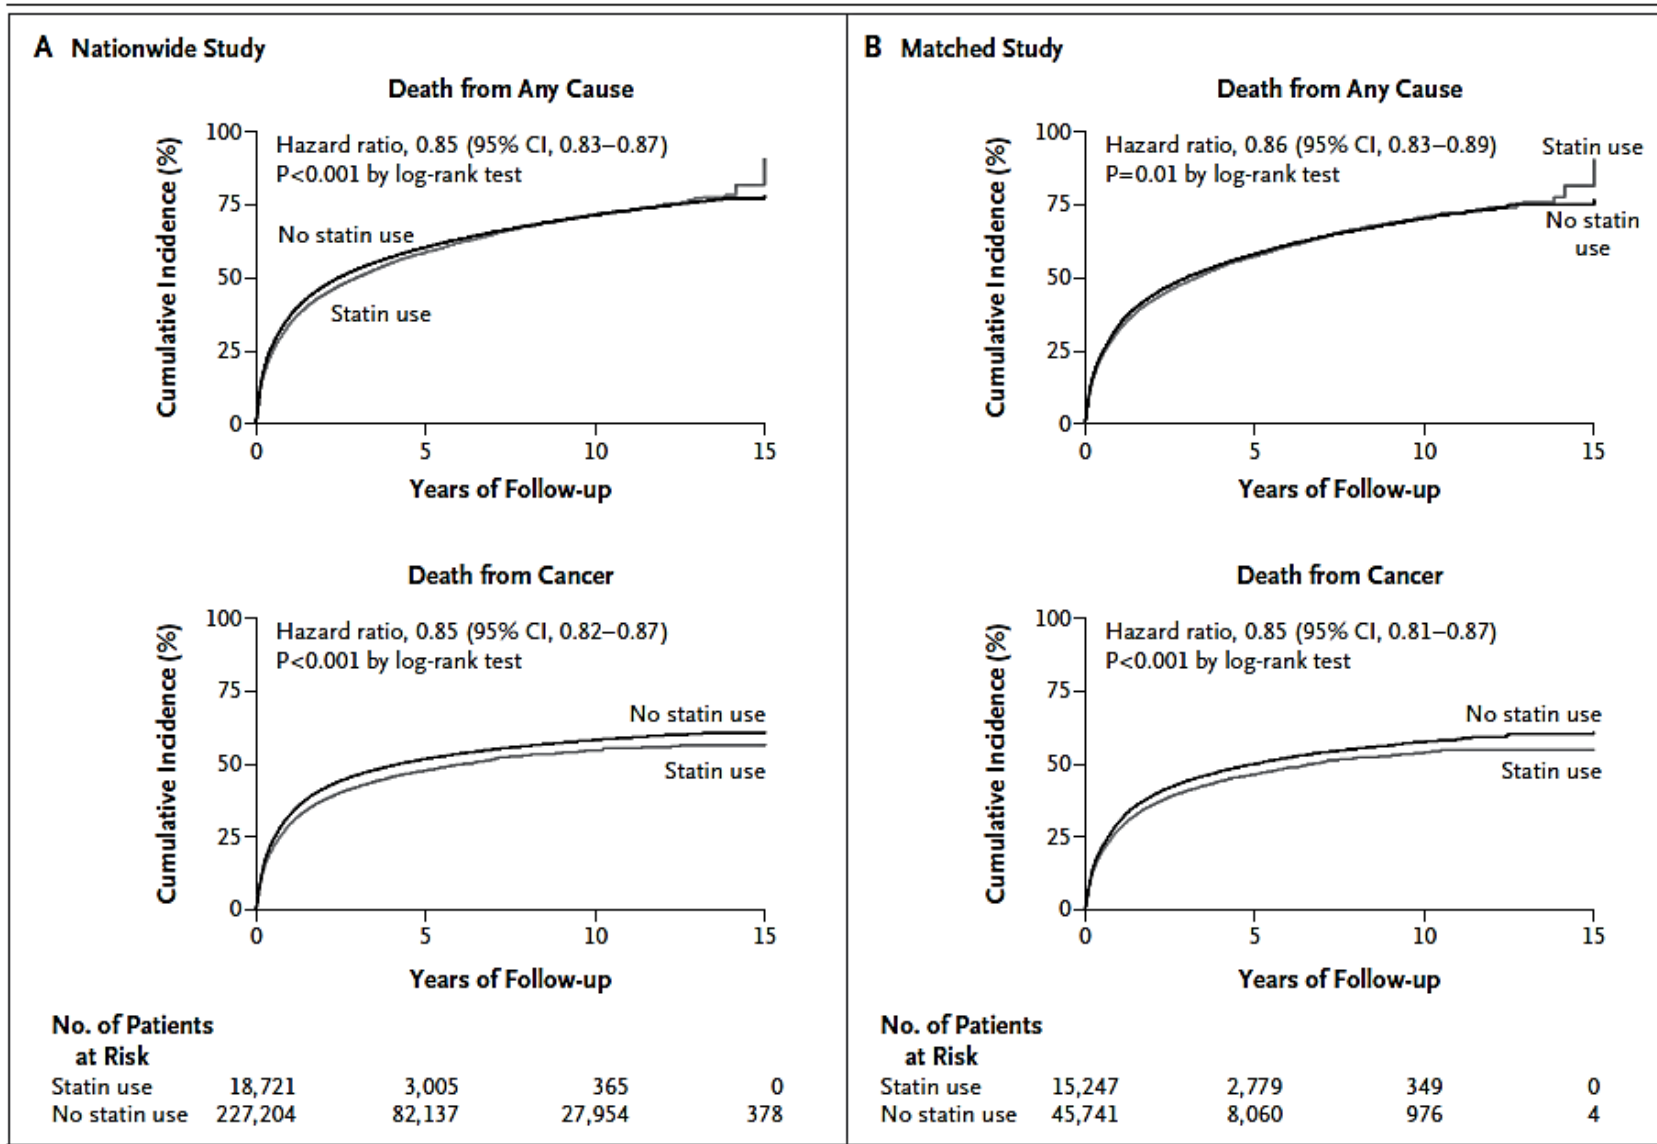 A Nationwide Study
Death from Any Cause
Cumulative Incidence (%)
100
75
50
25
0
Hazard ratio, 0.85 (95% CI, 0.83–0.87)
P<0.001 by log-rank test
No statin use
Statin use
0 5 10 15
Years of Follow-up
Death from Cancer
Cumulative Incidence (%)
100
75
50
25
0
Hazard ratio, 0.85 (95% CI, 0.82–0.87)
P<0.001 by log-rank test
No statin use
Statin use
0 5 10 15
Years of Follow-up
No. of Patients
at Risk
Statin use 18,721 3,005 365 0
No statin use 227,204 82,137 27,954 378
B Matched Study
Death from Any Cause
Cumulative Incidence (%)
100
75
50
25
0
Hazard ratio, 0.86 (95% CI, 0.83–0.89)
P=0.01 by log-rank test
Statin use
No statin
use
0 5 10 15
Years of Follow-up
Death from Cancer
Cumulative Incidence (%)
100
75
50
25
0
Hazard ratio, 0.85 (95% CI, 0.81–0.87)
P<0.001 by log-rank test
No statin use
Statin use
0 5 10 15
Years of Follow-up
No. of Patients
at Risk
Statin use 15,247 2,779 349 0
No statin use 45,741 8,060 976 4